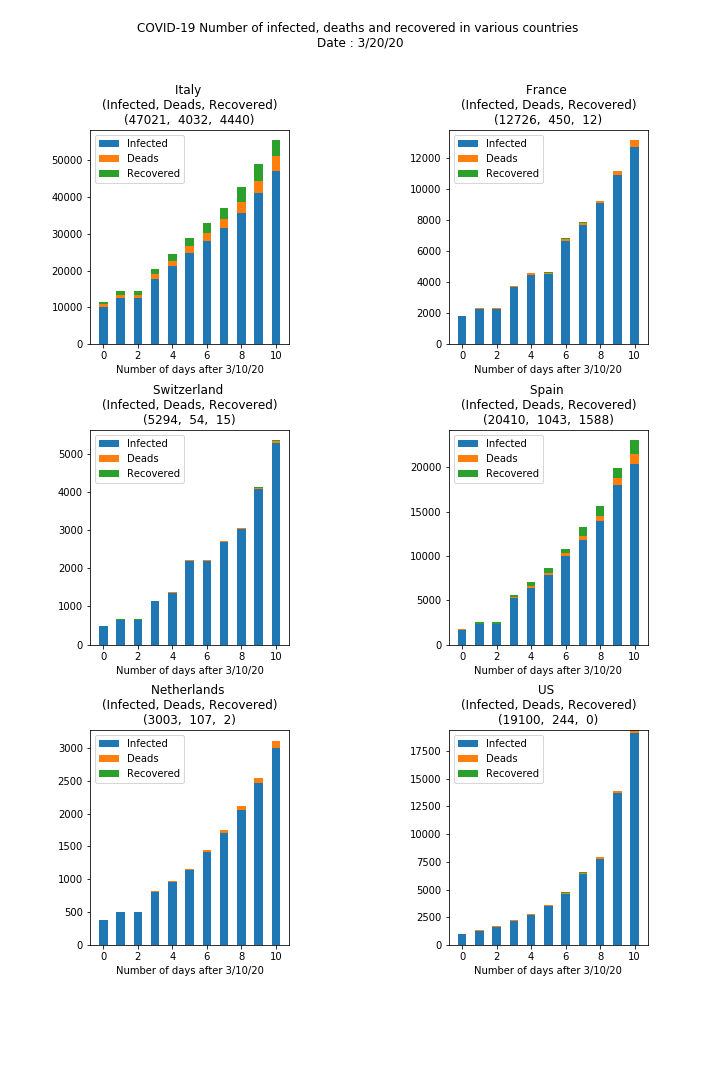 COVID-19 Number of infected, deaths and recovered in various countries
Date : 3/20/20
Italy
(Infected, Deads, Recovered)
(47021, 4032, 4440)
Infected
Deads
Recovered
50000
40000
30000
20000
10000
0
0 2 4 6 8 10
Number of days after 3/10/20
France
(Infected, Deads, Recovered)
(12726, 450, 12)
Infected
Deads
Recovered
12000
10000
8000
6000
4000
2000
0
0 2 4 6 8 10
Number of days after 3/10/20
Switzerland
(Infected, Deads, Recovered)
(5294, 54, 15)
Infected
Deads
Recovered
5000
4000
3000
2000
1000
0
0 2 4 6 8 10
Number of days after 3/10/20
Spain
(Infected, Deads, Recovered)
(20410, 1043, 1588)
Infected
Deads
Recovered
20000
15000
10000
5000
0
0 2 4 6 8 10
Number of days after 3/10/20
Netherlands
(Infected, Deads, Recovered)
(3003, 107, 2)
Infected
Deads
Recovered
3000
2500
2000
1500
1000
500
0
0 2 4 6 8 10
Number of days after 3/10/20
US
(Infected, Deads, Recovered)
(19100, 244, 0)
Infected
Deads
Recovered
17500
15000
12500
10000
7500
5000
2500
0
0 2 4 6 8 10
Number of days after 3/10/20